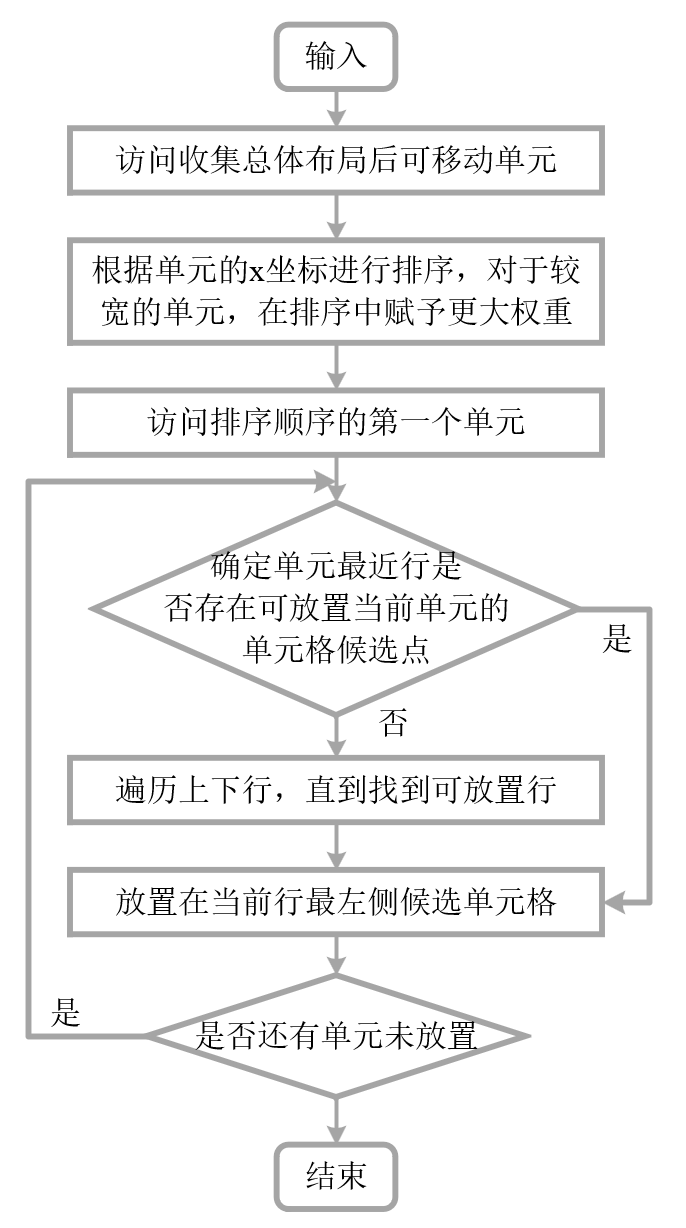 输入
访问收集总体布局后可移动单元
根据单元的x坐标进行排序，对于较
宽的单元，在排序中赋予更大权重
访问排序顺序的第一个单元
确定单元最近行是
否存在可放置当前单元的
单元格候选点
是
否
遍历上下行，直到找到可放置行
放置在当前行最左侧候选单元格
是
是否还有单元未放置
结束